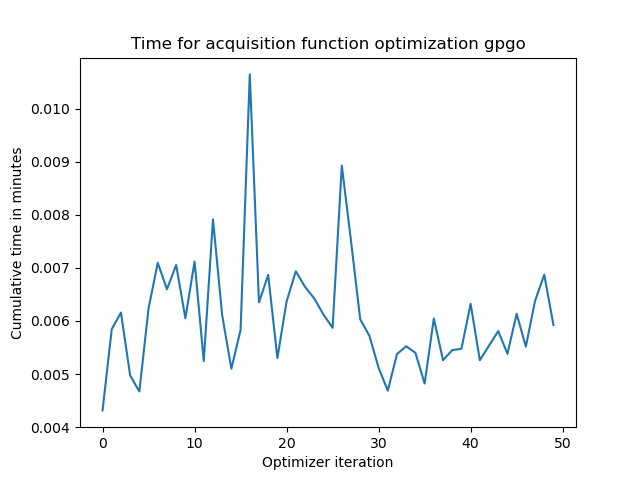 Time for acquisition function optimization gpgo
0.010
0.009
0.008
0.007
0.006
0.005
0.004
Cumulative time in minutes
0 10 20 30 40 50
Optimizer iteration